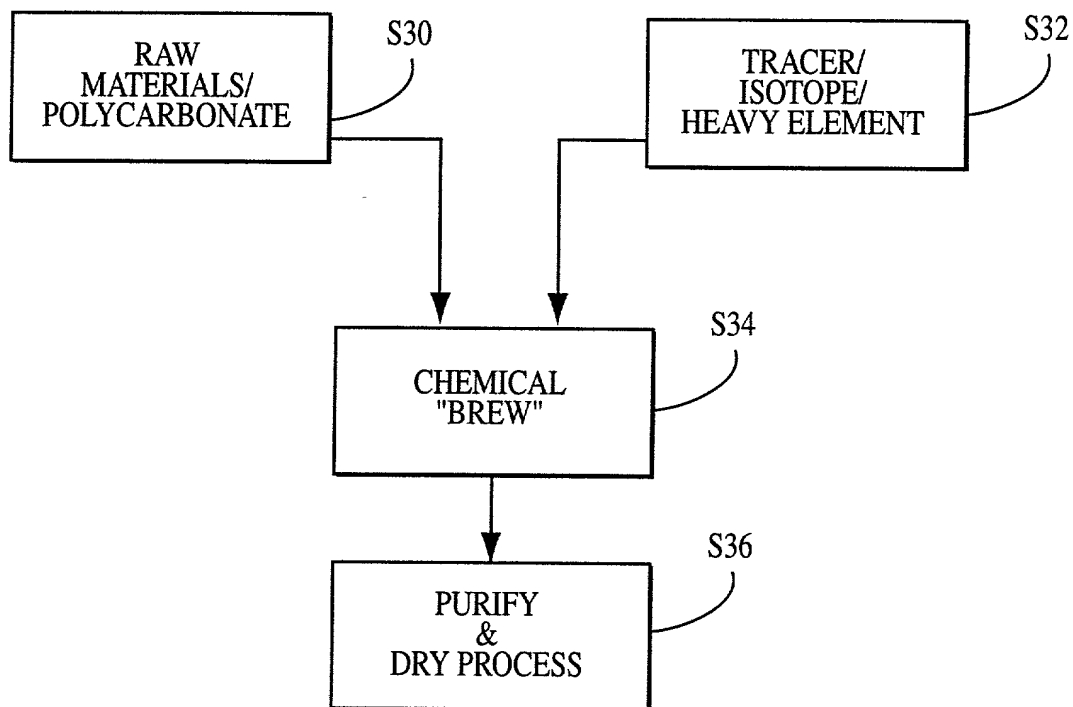 RAW
MATERIALS/
POLYCARBONATE
S30
TRACER/
ISOTOPE/
HEAVY ELEMENT
S32
CHEMICAL
"BREW"
S34
PURIFY
&
DRY PROCESS
S36